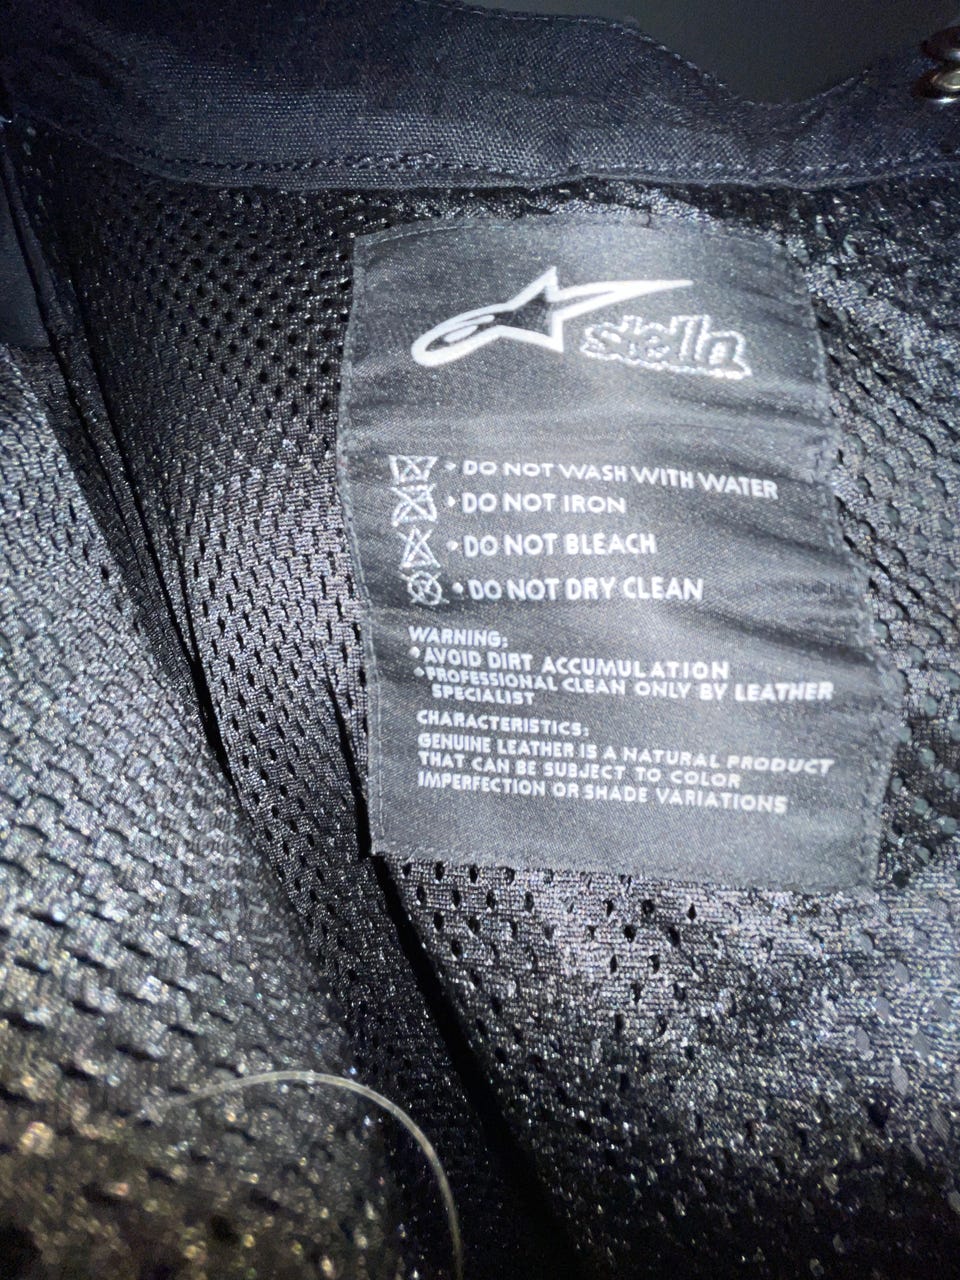 stella
• DO NOT WASH WITH WATER
• DO NOT IRON
• DO NOT BLEACH
• DO NOT DRY CLEAN
WARNING:
• AVOID DIRT ACCUMULATION
• PROFESSIONAL CLEAN ONLY BY LEATHER
SPECIALIST
CHARACTERISTICS:
GENUINE LEATHER IS A NATURAL PRODUCT
THAT CAN BE SUBJECT TO COLOR
IMPERFECTION OR SHADE VARIATIONS